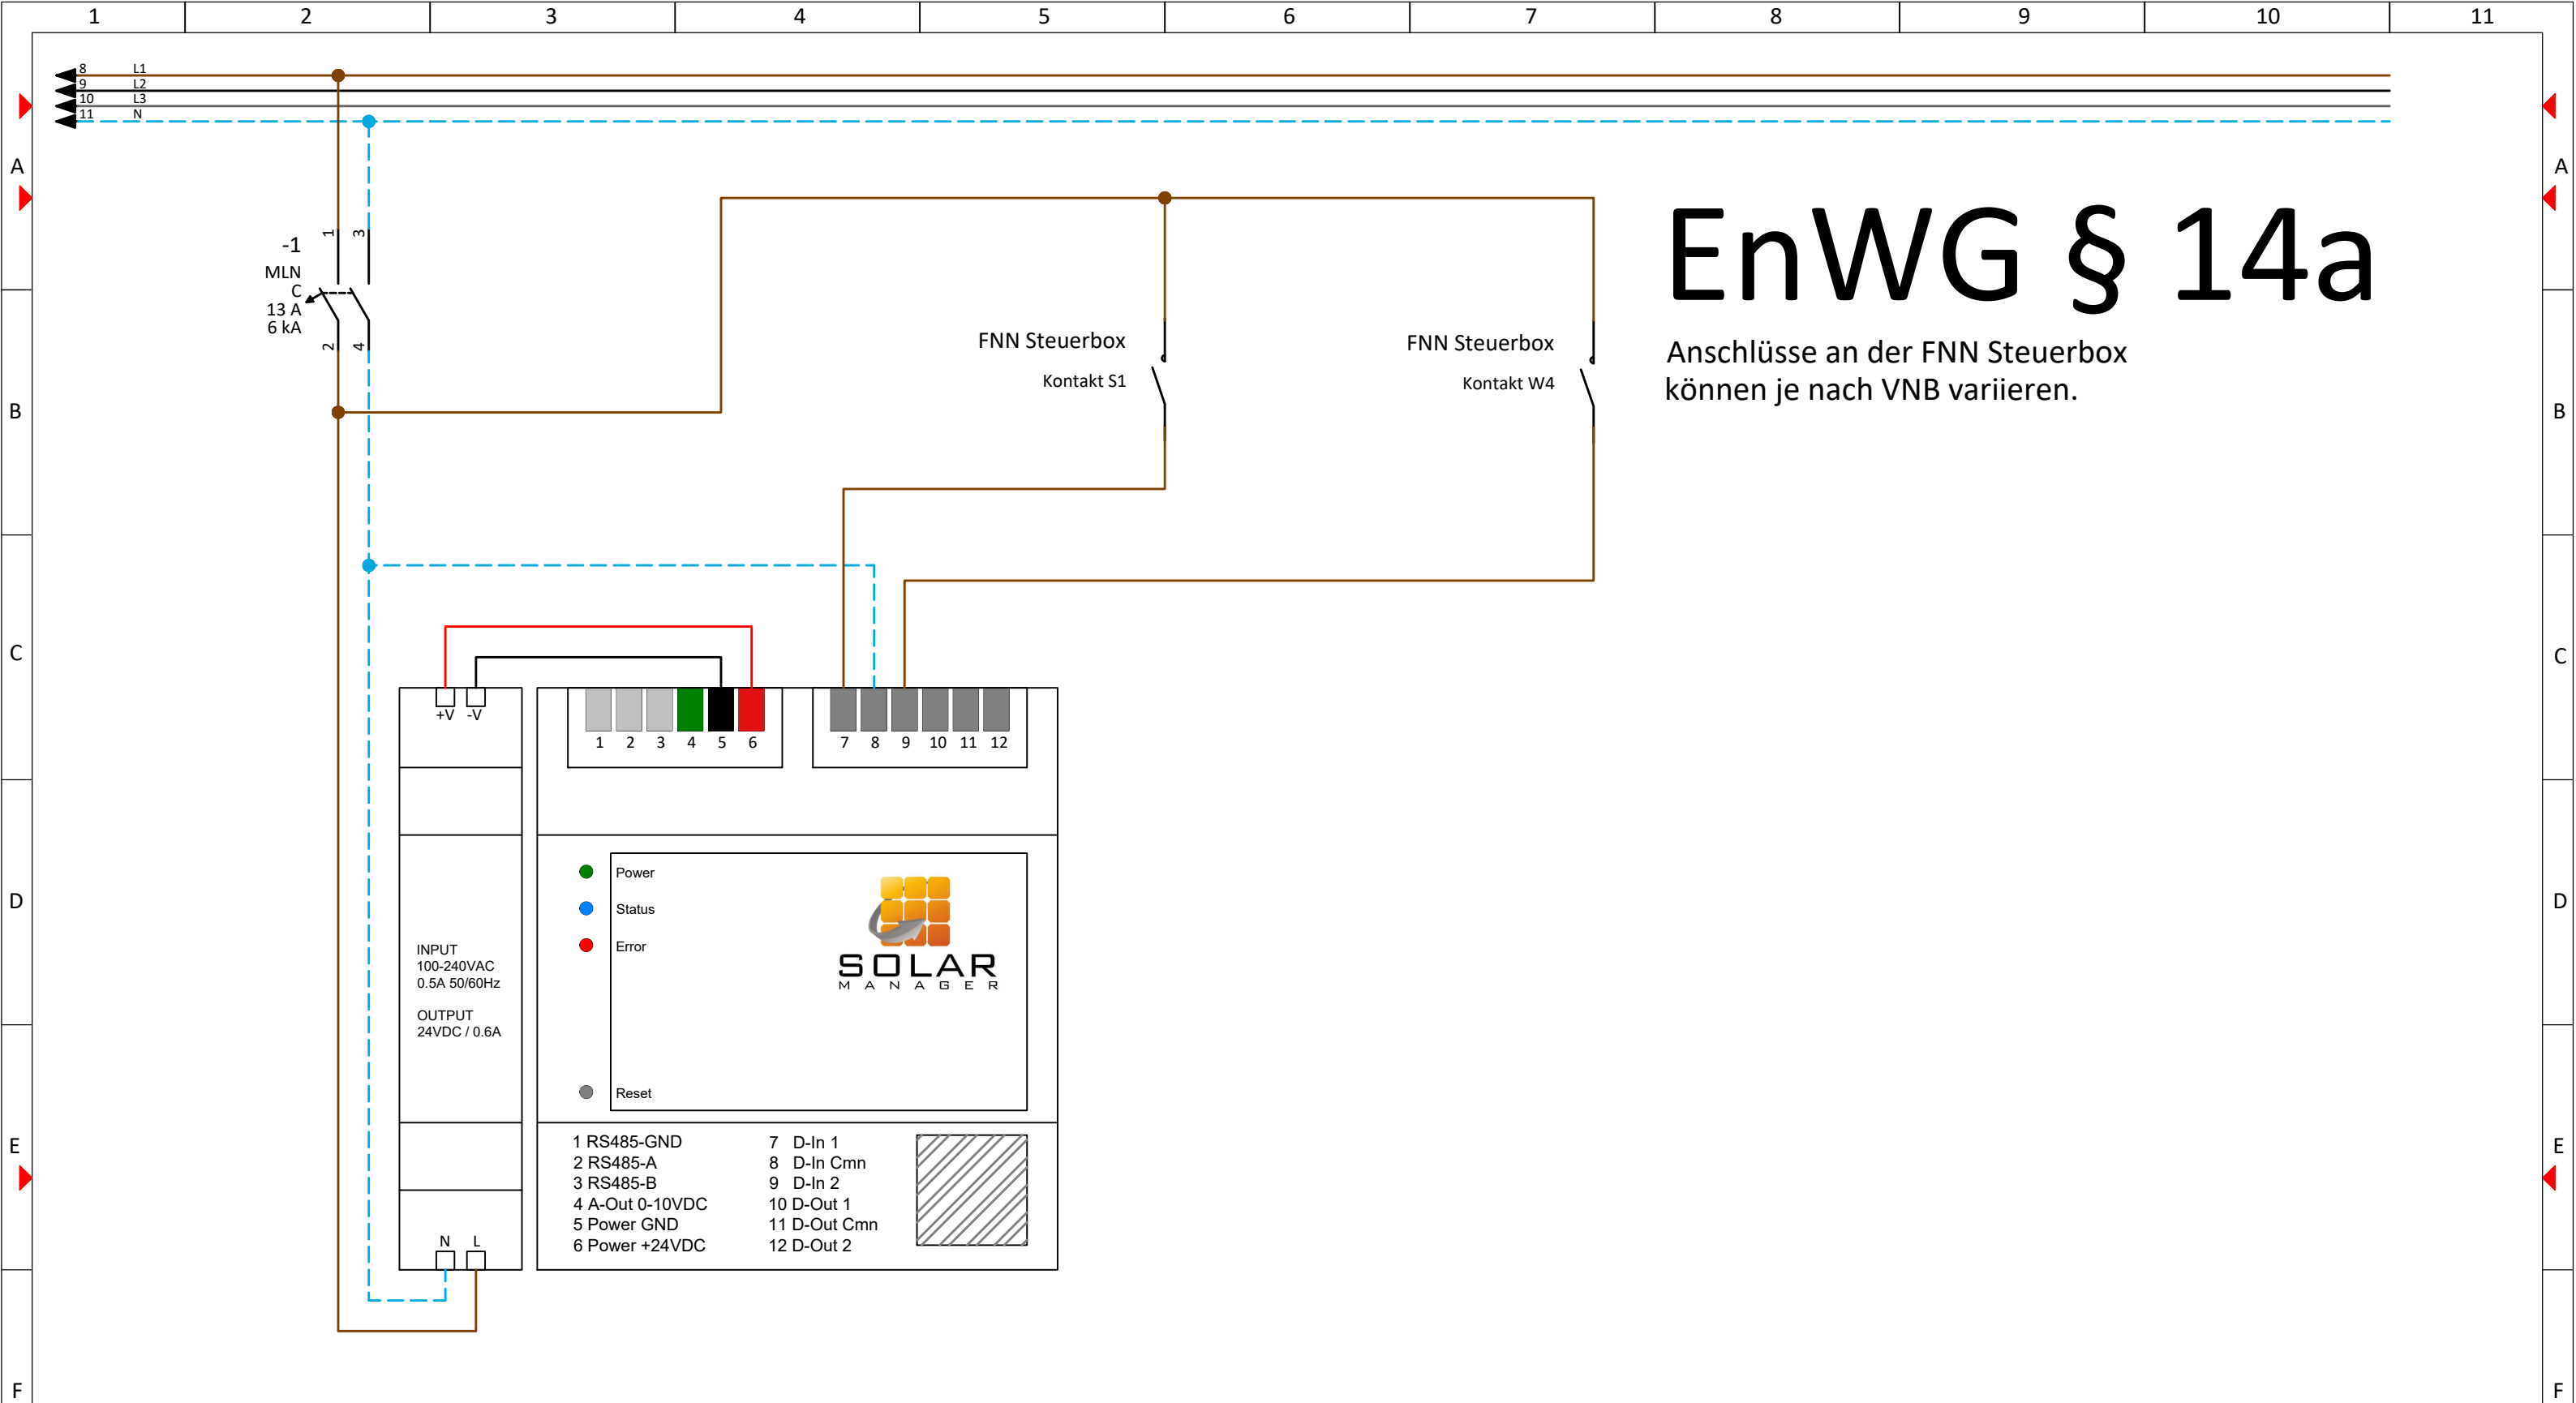 1 2 3 4 5 6 7 8 9 10 11
8 L1
9 L2
10 L3
11 N
A A
EnWG § 14a
1 3
-1
MLN
C
13 A
6 kA
2 4
FNN Steuerbox
Kontakt S1
FNN Steuerbox
Kontakt W4
Anschlüsse an der FNN Steuerbox
können je nach VNB variieren.
B B
C C
+V -V
1 2 3 4 5 6 7 8 9 10 11 12
Power
Status
Error
SOLAR
MANAGER
D D
INPUT
100-240VAC
0.5A 50/60Hz
OUTPUT
24VDC / 0.6A
Reset
1 RS485-GND
2 RS485-A
3 RS485-B
4 A-Out 0-10VDC
5 Power GND
6 Power +24VDC
7 D-In 1
8 D-In Cmn
9 D-In 2
10 D-Out 1
11 D-Out Cmn
12 D-Out 2
E E
N L
F F